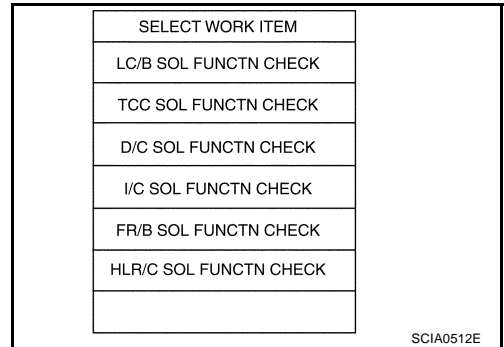 SELECT WORK ITEM
LC/B SOL FUNCTN CHECK
TCC SOL FUNCTN CHECK
D/C SOL FUNCTN CHECK
I/C SOL FUNCTN CHECK
FR/B SOL FUNCTN CHECK
HLR/C SOL FUNCTN CHECK
SCIA0512E